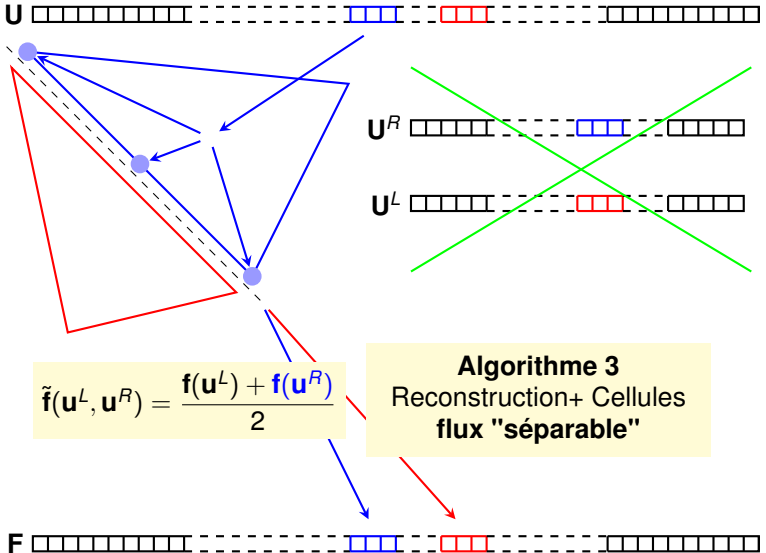 U
U^R
U^L
f̃(u^L, u^R) = (f(u^L) + f(u^R)) / 2
Algorithme 3
Reconstruction+ Cellules
flux "séparable"
F